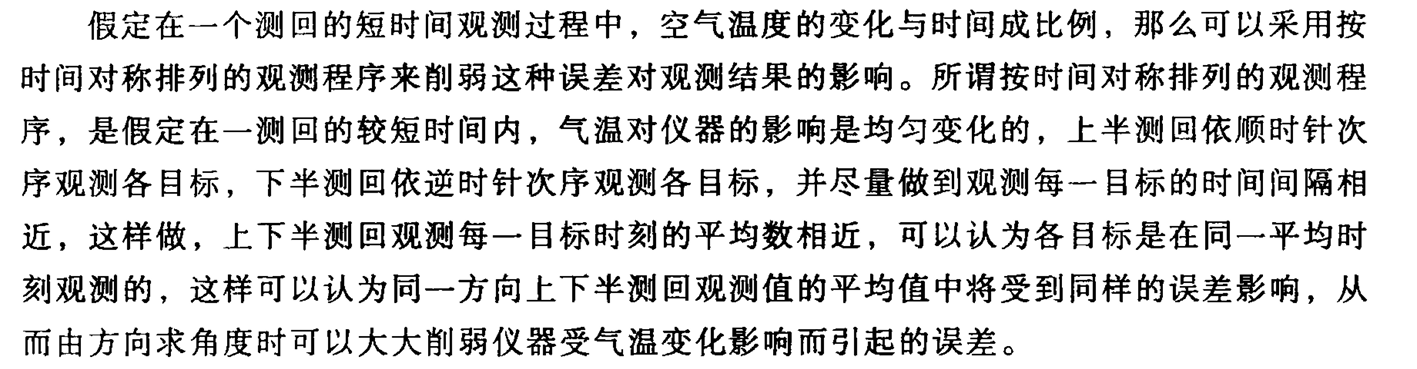 假定在一个测回的短时间观测过程中，空气温度的变化与时间成比例，那么可以采用按
时间对称排列的观测程序来削弱这种误差对观测结果的影响。所谓按时间对称排列的观测程
序，是假定在一测回的较短时间内，气温对仪器的影响是均匀变化的，上半测回依顺时针次
序观测各目标，下半测回依逆时针次序观测各目标，并尽量做到观测每一目标的时间间隔相
近，这样做，上下半测回观测每一目标时刻的平均数相近，可以认为各目标是在同一平均时
刻观测的，这样可以认为同一方向上下半测回观测值的平均值中将受到同样的误差影响，从
而由方向求角度时可以大大削弱仪器受气温变化影响而引起的误差。